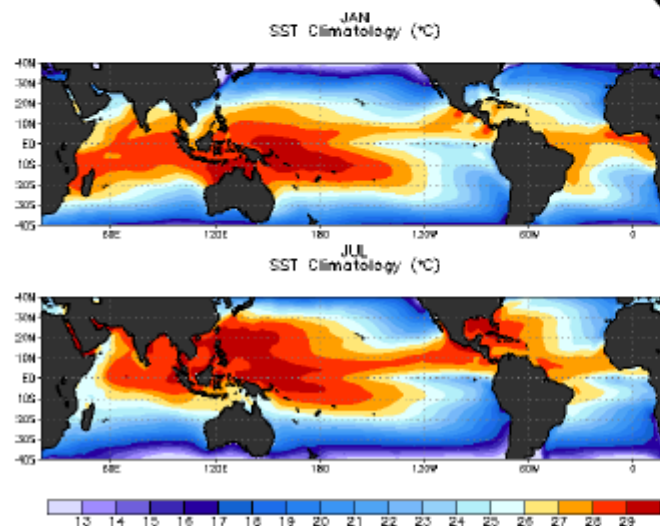 JAN
SST Climatology (°C)
40N
30N
20N
10N
EQ
10S
20S
30S
40S
60E 120E 180 120W 60W 0
JUL
SST Climatology (°C)
40N
30N
20N
10N
EQ
10S
20S
30S
40S
60E 120E 180 120W 60W 0
13 14 15 16 17 18 19 20 21 22 23 24 25 26 27 28 29